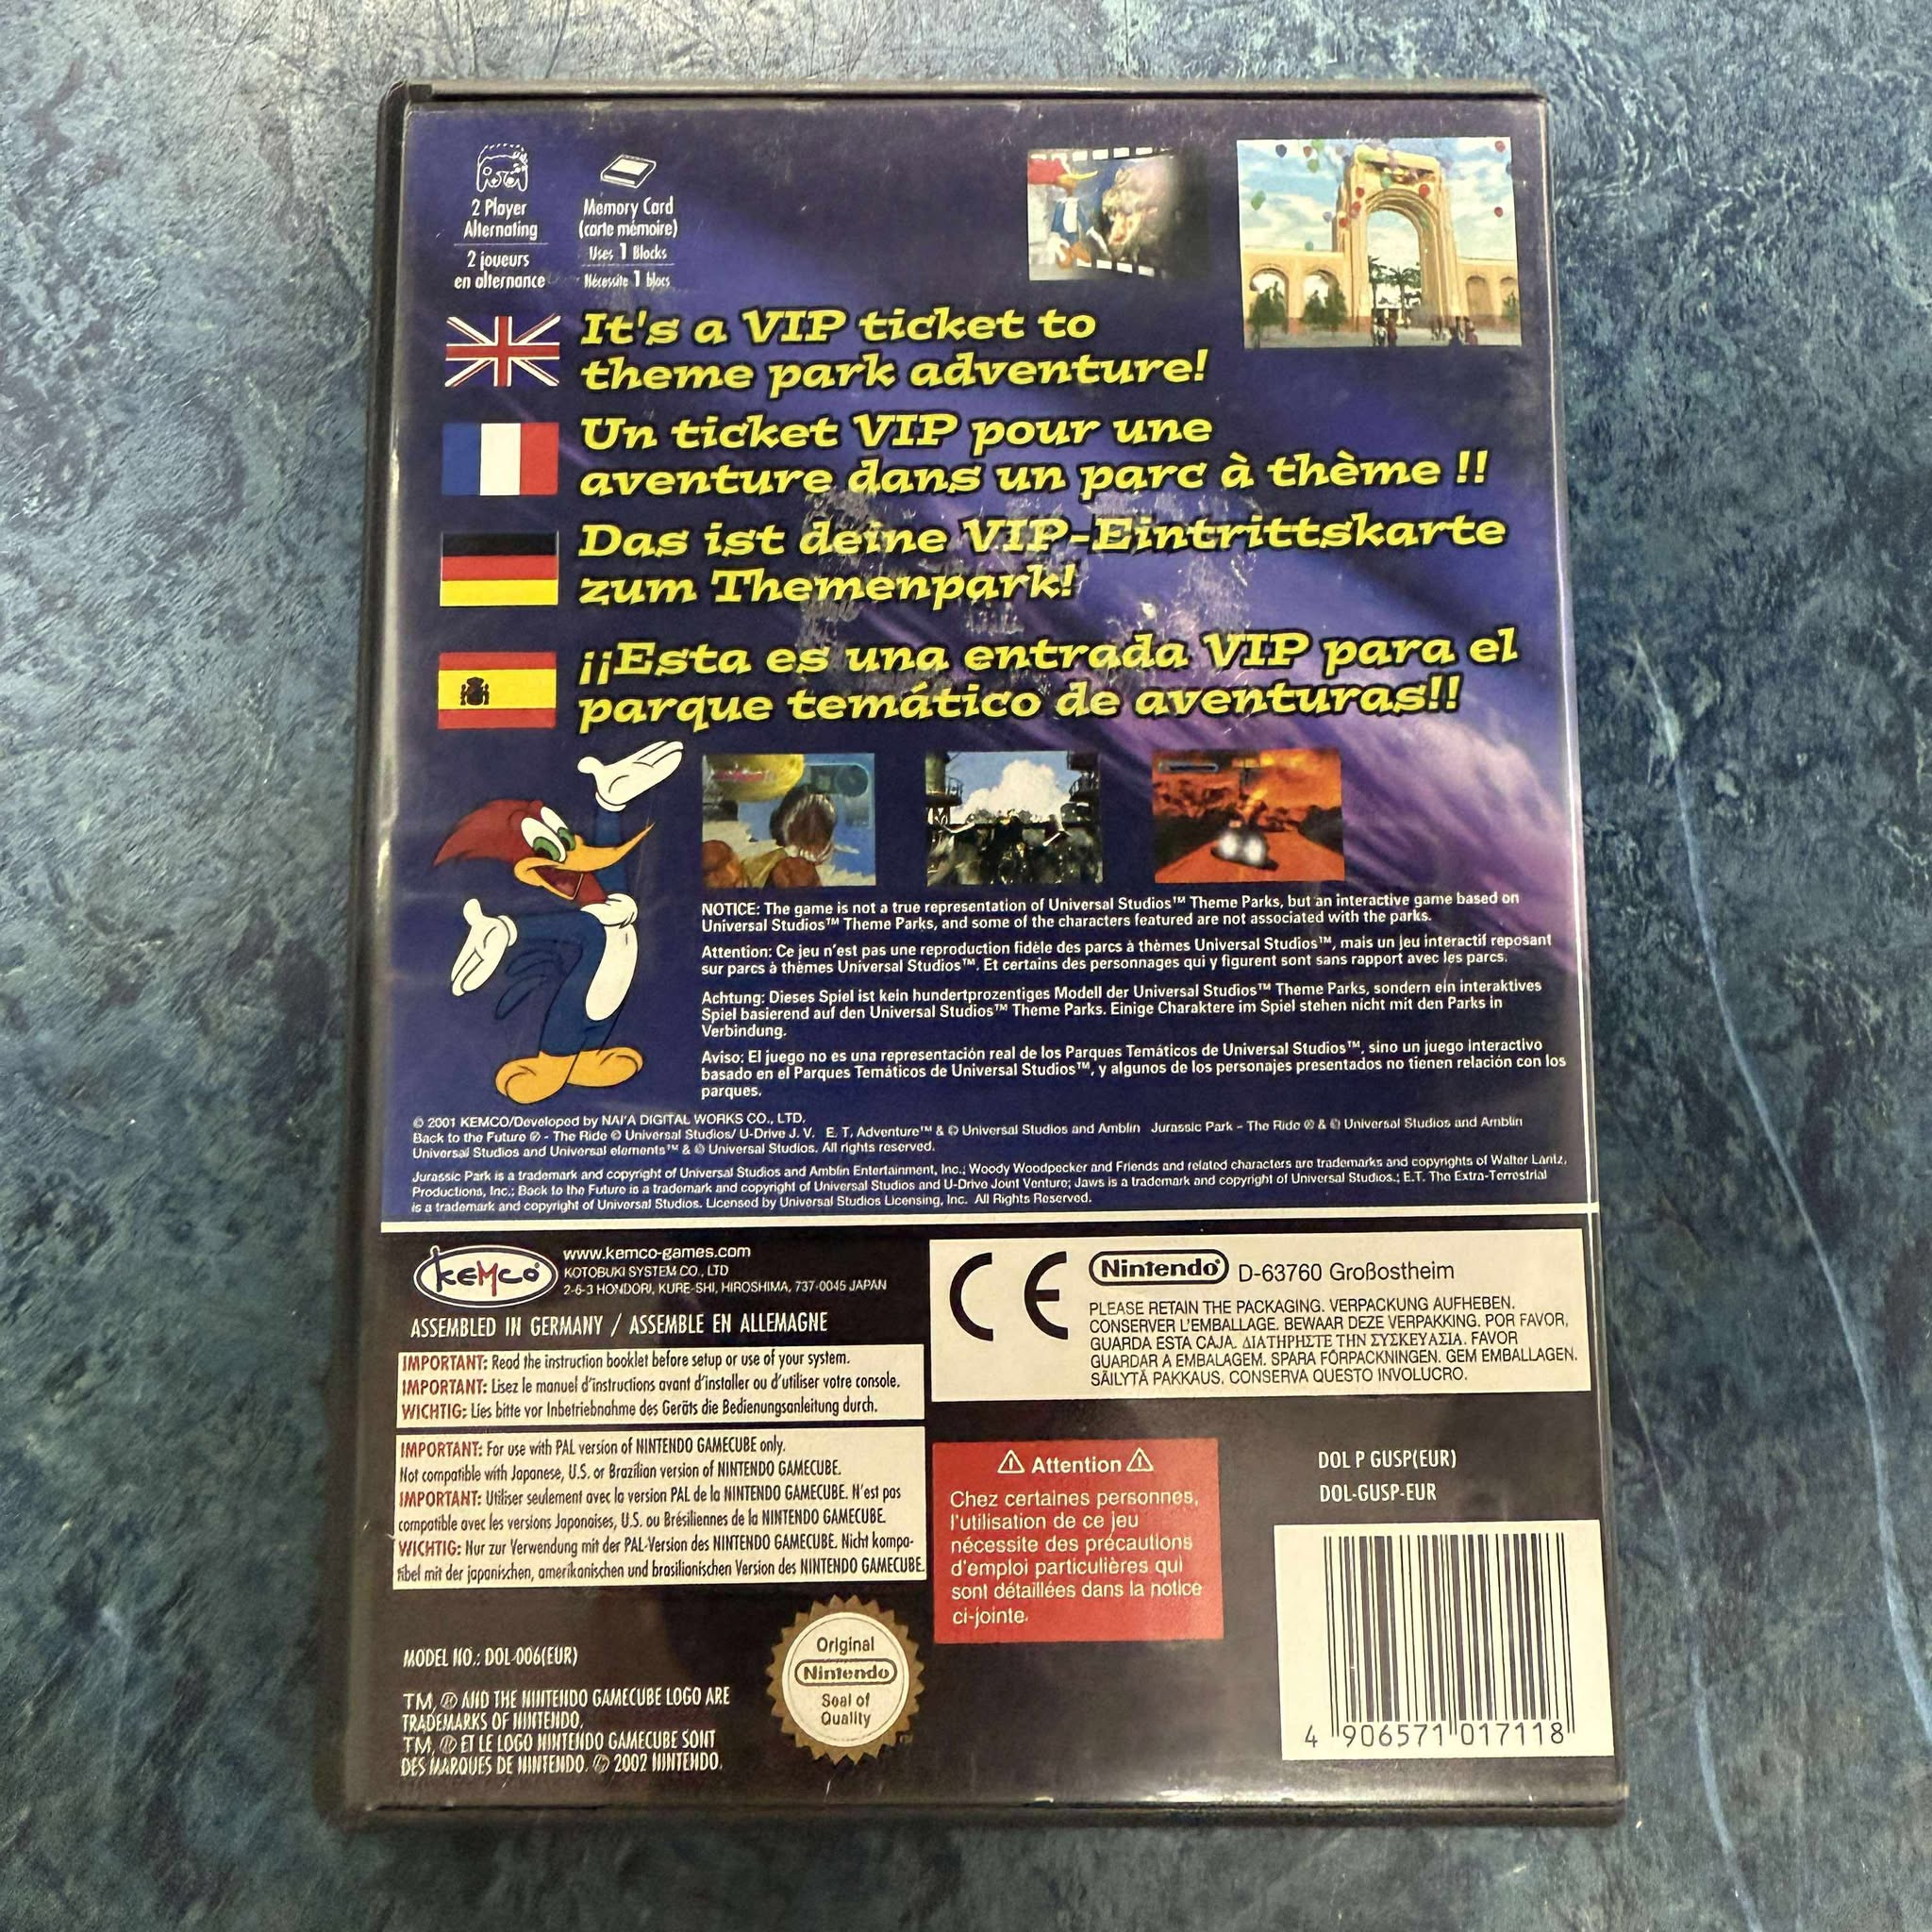 2 Player
Alternating
2 joueurs
en alternance
Memory Card
(carte mémoire)
Uses 1 Blocks
Nécessite 1 blocs
It's a VIP ticket to
theme park adventure!
Un ticket VIP pour une
aventure dans un parc à thème !!
Das ist deine VIP-Eintrittskarte
zum Themenpark!
¡¡Esta es una entrada VIP para el
parque temático de aventuras!!
NOTICE: The game is not a true representation of Universal Studios™ Theme Parks, but an interactive game based on
Universal Studios™ Theme Parks, and some of the characters featured are not associated with the parks.
Attention: Ce jeu n'est pas une reproduction fidèle des parcs à thèmes Universal Studios™, mais un jeu interactif reposant
sur parcs à thèmes Universal Studios™. Et certains des personnages qui y figurent sont sans rapport avec les parcs.
Achtung: Dieses Spiel ist kein hundertprozentiges Modell der Universal Studios™ Theme Parks, sondern ein interaktives
Spiel basierend auf den Universal Studios™ Theme Parks. Einige Charaktere im Spiel stehen nicht mit den Parks in
Verbindung.
Aviso: El juego no es una representación real de los Parques Temáticos de Universal Studios™, sino un juego interactivo
basado en el Parques Temáticos de Universal Studios™, y algunos de los personajes presentados no tienen relación con los
parques.
© 2001 KEMCO/Developed by NAI'A DIGITAL WORKS CO., LTD.
Back to the Future ® - The Ride © Universal Studios/ U-Drive J. V. E. T. Adventure™ & © Universal Studios and Amblin Jurassic Park - The Ride ® & © Universal Studios and Amblin
Universal Studios and Universal elements™ & © Universal Studios. All rights reserved.
Jurassic Park is a trademark and copyright of Universal Studios and Amblin Entertainment, Inc.; Woody Woodpecker and Friends and related characters are trademarks and copyrights of Walter Lantz,
Productions, Inc.; Back to the Future is a trademark and copyright of Universal Studios and U-Drive Joint Venture; Jaws is a trademark and copyright of Universal Studios.; E.T. The Extra-Terrestrial
is a trademark and copyright of Universal Studios. Licensed by Universal Studios Licensing, Inc. All Rights Reserved.
KEMCO
www.kemco-games.com
KOTOBUKI SYSTEM CO., LTD
2-6-3 HONDORI, KURE-SHI, HIROSHIMA, 737-0045 JAPAN
ASSEMBLED IN GERMANY / ASSEMBLE EN ALLEMAGNE
IMPORTANT: Read the instruction booklet before setup or use of your system.
IMPORTANT: Lisez le manuel d'instructions avant d'installer ou d'utiliser votre console.
WICHTIG: Lies bitte vor Inbetriebnahme des Geräts die Bedienungsanleitung durch.
IMPORTANT: For use with PAL version of NINTENDO GAMECUBE only.
Not compatible with Japanese, U.S. or Brazilian version of NINTENDO GAMECUBE.
IMPORTANT: Utiliser seulement avec la version PAL de la NINTENDO GAMECUBE. N'est pas
compatible avec les versions Japonaises, U.S. ou Brésiliennes de la NINTENDO GAMECUBE.
WICHTIG: Nur zur Verwendung mit der PAL-Version des NINTENDO GAMECUBE. Nicht kompa-
tibel mit der japanischen, amerikanischen und brasilianischen Version des NINTENDO GAMECUBE.
MODEL NO.: DOL-006(EUR)
TM, ® AND THE NINTENDO GAMECUBE LOGO ARE
TRADEMARKS OF NINTENDO.
TM, ® ET LE LOGO NINTENDO GAMECUBE SONT
DES MARQUES DE NINTENDO. © 2002 NINTENDO.
Original
Nintendo
Seal of
Quality
CE
Nintendo D-63760 Großostheim
PLEASE RETAIN THE PACKAGING. VERPACKUNG AUFHEBEN.
CONSERVER L'EMBALLAGE. BEWAAR DEZE VERPAKKING. POR FAVOR,
GUARDA ESTA CAJA. ΔΙΑΤΗΡΗΣΤΕ ΤΗΝ ΣΥΣΚΕΥΑΣΙΑ. FAVOR
GUARDAR A EMBALAGEM. SPARA FÖRPACKNINGEN. GEM EMBALLAGEN.
SÄILYTÄ PAKKAUS. CONSERVA QUESTO INVOLUCRO.
Attention
Chez certaines personnes,
l'utilisation de ce jeu
nécessite des précautions
d'emploi particulières qui
sont détaillées dans la notice
ci-jointe.
DOL P GUSP(EUR)
DOL-GUSP-EUR
4 906571 017118